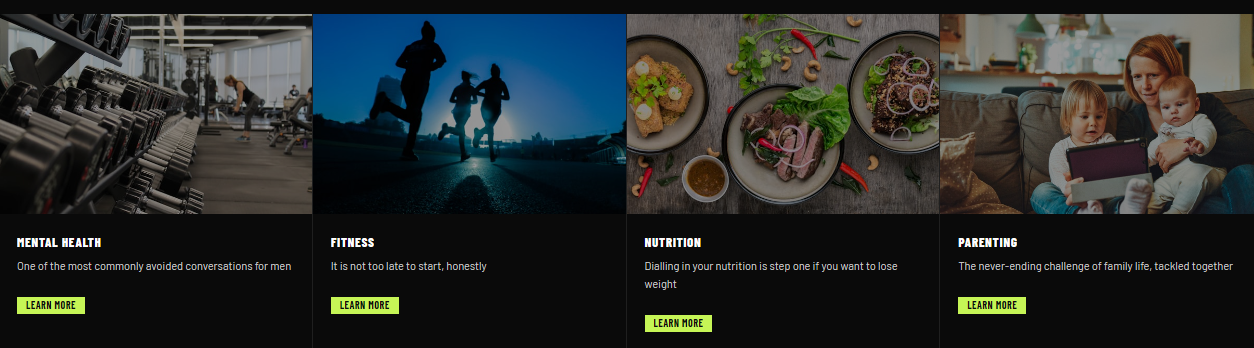 MENTAL HEALTH
One of the most commonly avoided conversations for men
LEARN MORE
FITNESS
It is not too late to start, honestly
LEARN MORE
NUTRITION
Dialling in your nutrition is step one if you want to lose
weight
LEARN MORE
PARENTING
The never-ending challenge of family life, tackled together
LEARN MORE